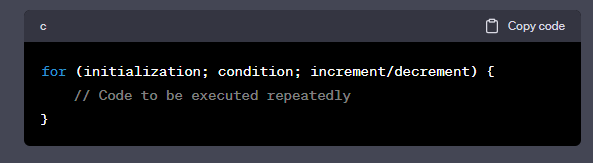 c Copy code
for (initialization; condition; increment/decrement) {
    // Code to be executed repeatedly
}